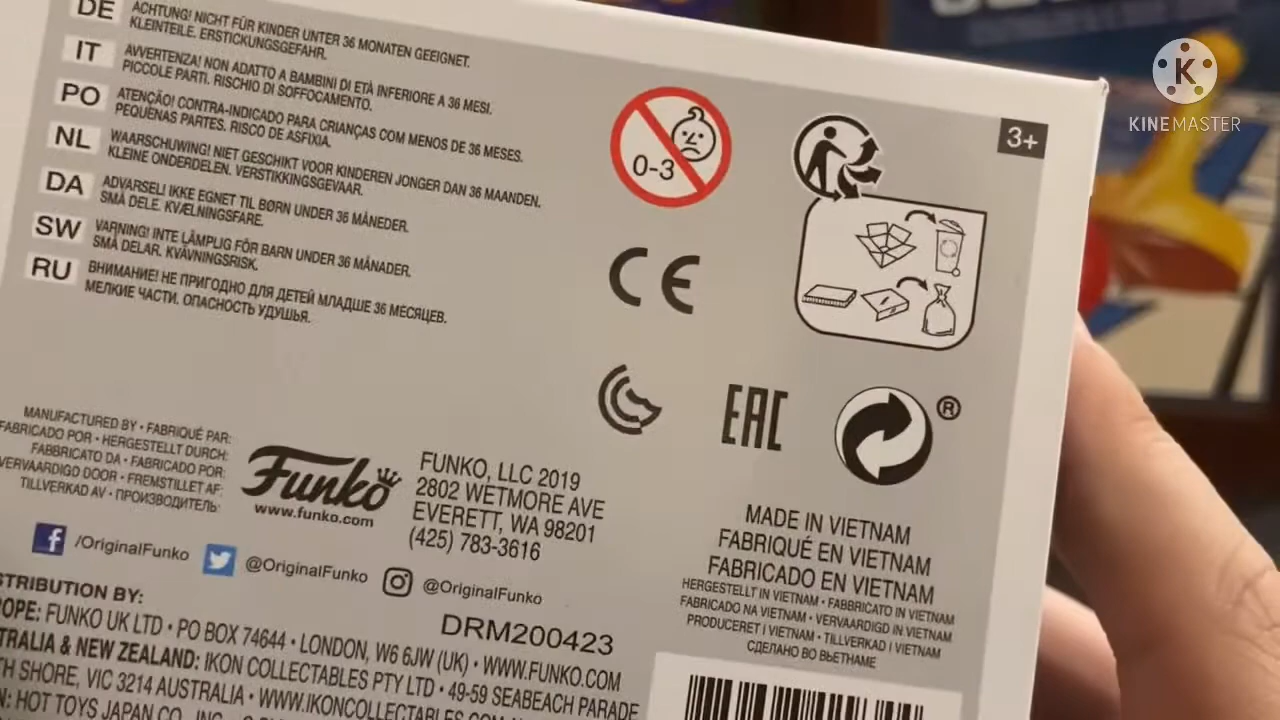 DE ACHTUNG! NICHT FÜR KINDER UNTER 36 MONATEN GEEIGNET.
KLEINTEILE. ERSTICKUNGSGEFAHR.
IT AVVERTENZA! NON ADATTO A BAMBINI DI ETÀ INFERIORE A 36 MESI.
PICCOLE PARTI. RISCHIO DI SOFFOCAMENTO.
PO ATENÇÃO! CONTRA-INDICADO PARA CRIANÇAS COM MENOS DE 36 MESES.
PEQUENAS PARTES. RISCO DE ASFIXIA.
NL WAARSCHUWING! NIET GESCHIKT VOOR KINDEREN JONGER DAN 36 MAANDEN.
KLEINE ONDERDELEN. VERSTIKKINGSGEVAAR.
DA ADVARSEL! IKKE EGNET TIL BØRN UNDER 36 MÅNEDER.
SMÅ DELE. KVÆLNINGSFARE.
SW VARNING! INTE LÄMPLIG FÖR BARN UNDER 36 MÅNADER.
SMÅ DELAR. KVÄVNINGSRISK.
RU ВНИМАНИЕ! НЕ ПРИГОДНО ДЛЯ ДЕТЕЙ МЛАДШЕ 36 МЕСЯЦЕВ.
МЕЛКИЕ ЧАСТИ. ОПАСНОСТЬ УДУШЬЯ.
0-3
3+
K
KINEMASTER
CE
EAC
®
MANUFACTURED BY • FABRIQUÉ PAR:
FABRICADO POR • HERGESTELLT DURCH:
FABBRICATO DA • FABRICADO POR:
VERVAARDIGD DOOR • FREMSTILLET AF:
TILLVERKAD AV • ПРОИЗВОДИТЕЛЬ:
Funko
www.funko.com
FUNKO, LLC 2019
2802 WETMORE AVE
EVERETT, WA 98201
(425) 783-3616
/OriginalFunko @OriginalFunko @OriginalFunko
DRM200423
MADE IN VIETNAM
FABRIQUÉ EN VIETNAM
FABRICADO EN VIETNAM
HERGESTELLT IN VIETNAM • FABBRICATO IN VIETNAM
FABRICADO NA VIETNAM • VERVAARDIGD IN VIETNAM
PRODUCERET I VIETNAM • TILLVERKAD I VIETNAM
СДЕЛАНО ВО ВЬЕТНАМЕ
STRIBUTION BY:
ROPE: FUNKO UK LTD • PO BOX 74644 • LONDON, W6 6JW (UK) • WWW.FUNKO.COM
TRALIA & NEW ZEALAND: IKON COLLECTABLES PTY LTD • 49-59 SEABEACH PARADE
TH SHORE, VIC 3214 AUSTRALIA • WWW.IKONCOLLECTABLES.COM
N: HOT TOYS JAPAN CO., INC.